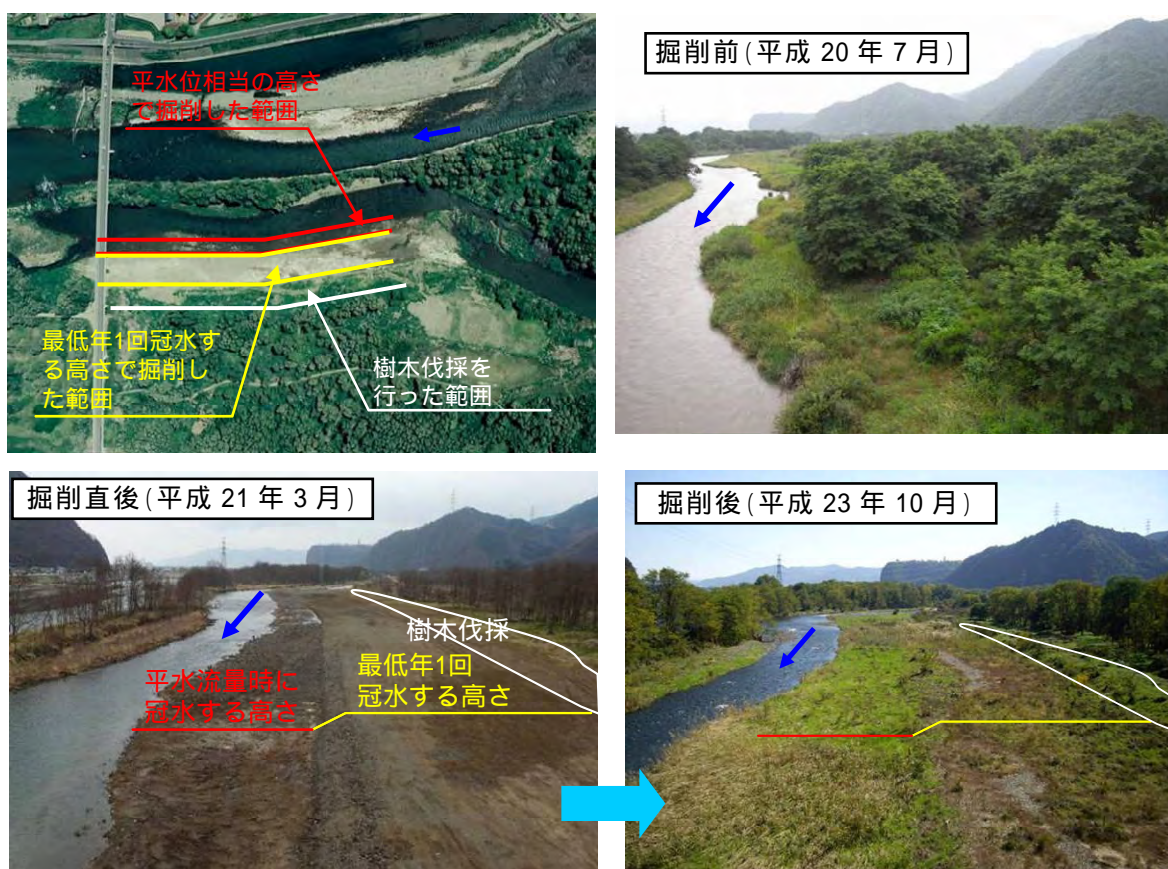 平水位相当の高さ
で掘削した範囲
最低年1回冠水す
る高さで掘削し
た範囲
樹木伐採を
行った範囲
掘削前(平成 20 年 7 月)
掘削直後(平成 21 年 3 月)
樹木伐採
最低年1回
冠水する高さ
平水流量時に
冠水する高さ
掘削後(平成 23 年 10 月)